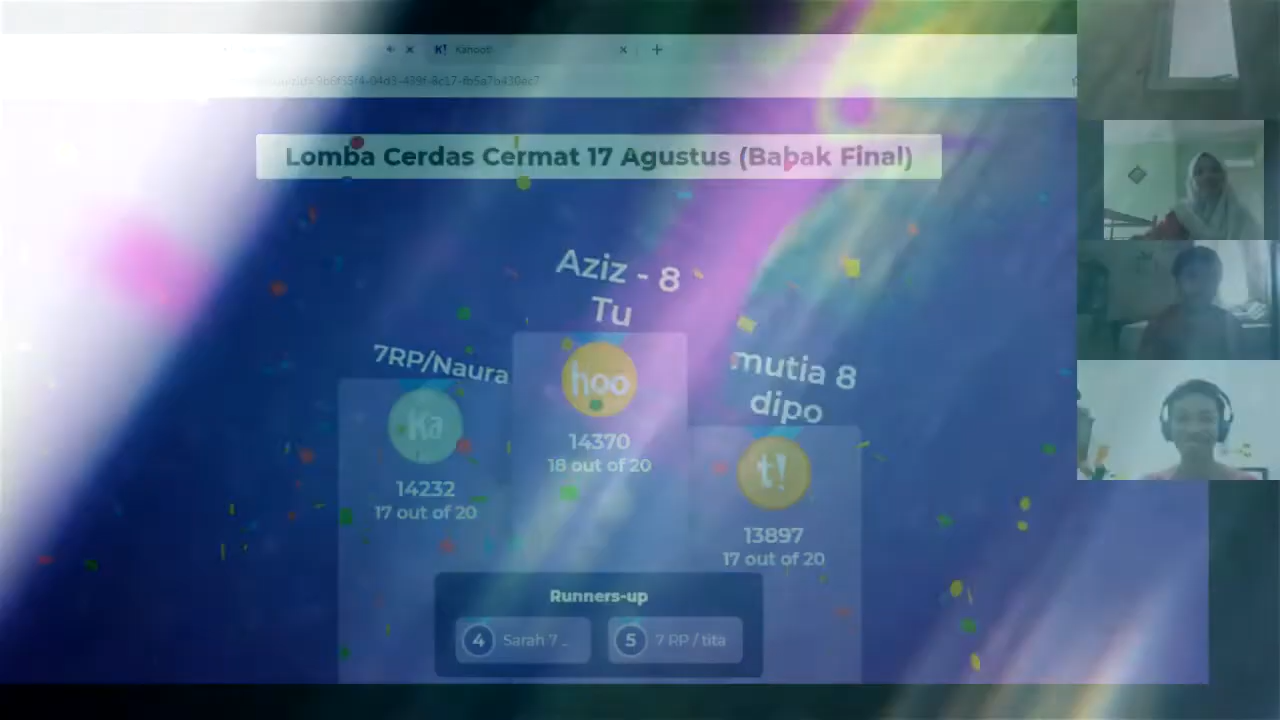 K! Kahoot!
Lomba Cerdas Cermat 17 Agustus (Babak Final)
Aziz - 8
Tu
7RP/Naura
mutia 8
dipo
hoo
Ka
t!
14370
18 out of 20
14232
17 out of 20
13897
17 out of 20
Runners-up
4 Sarah 7 ..
5 7 RP / tita